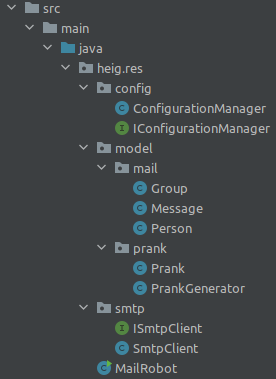 src
main
java
heig.res
config
C ConfigurationManager
I IConfigurationManager
model
mail
C Group
C Message
C Person
prank
C Prank
C PrankGenerator
smtp
I ISmtpClient
C SmtpClient
C MailRobot